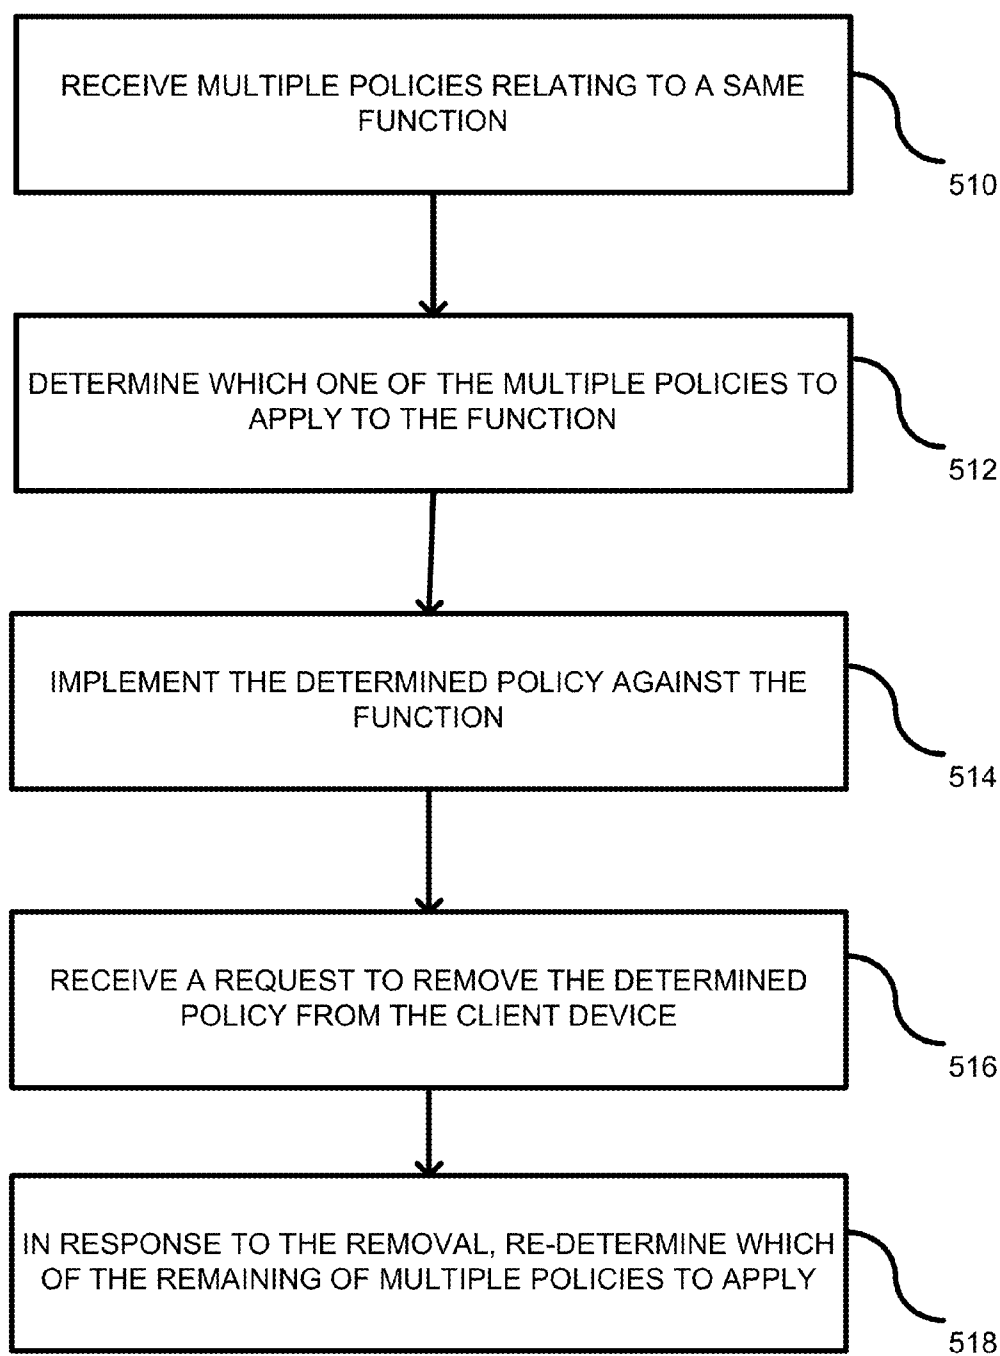 RECEIVE MULTIPLE POLICIES RELATING TO A SAME
FUNCTION
510
DETERMINE WHICH ONE OF THE MULTIPLE POLICIES TO
APPLY TO THE FUNCTION
512
IMPLEMENT THE DETERMINED POLICY AGAINST THE
FUNCTION
514
RECEIVE A REQUEST TO REMOVE THE DETERMINED
POLICY FROM THE CLIENT DEVICE
516
IN RESPONSE TO THE REMOVAL, RE-DETERMINE WHICH
OF THE REMAINING OF MULTIPLE POLICIES TO APPLY
518